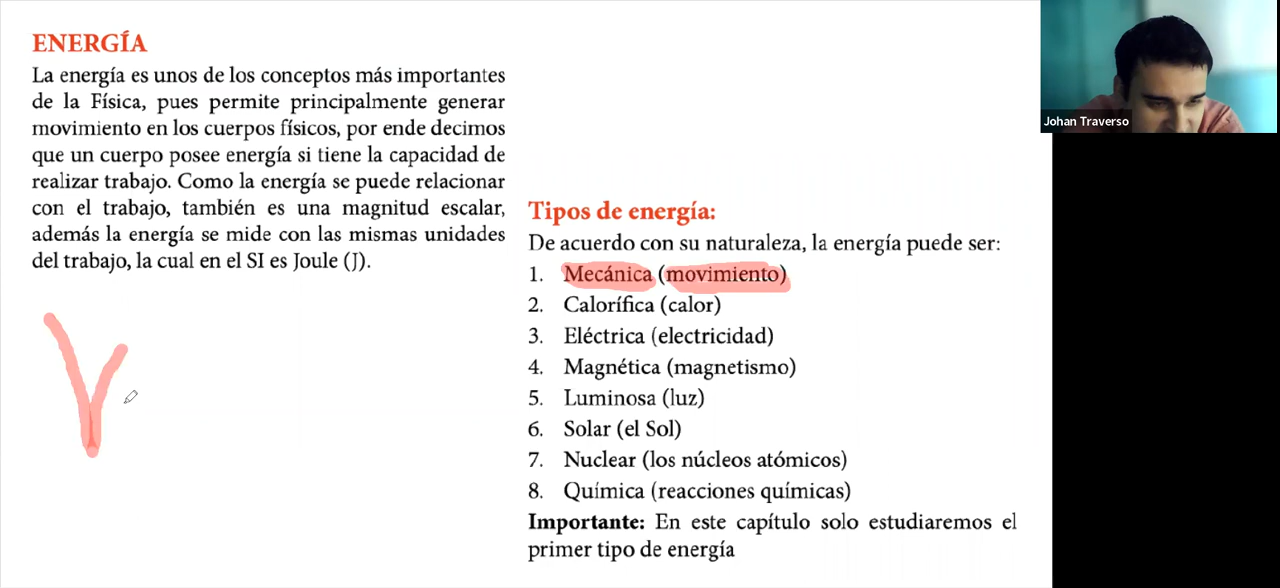 ENERGÍA
La energía es unos de los conceptos más importantes
de la Física, pues permite principalmente generar
movimiento en los cuerpos físicos, por ende decimos
que un cuerpo posee energía si tiene la capacidad de
realizar trabajo. Como la energía se puede relacionar
con el trabajo, también es una magnitud escalar,
además la energía se mide con las mismas unidades
del trabajo, la cual en el SI es Joule (J).
Tipos de energía:
De acuerdo con su naturaleza, la energía puede ser:
1. Mecánica (movimiento)
2. Calorífica (calor)
3. Eléctrica (electricidad)
4. Magnética (magnetismo)
5. Luminosa (luz)
6. Solar (el Sol)
7. Nuclear (los núcleos atómicos)
8. Química (reacciones químicas)
Importante: En este capítulo solo estudiaremos el
primer tipo de energía
Johan Traverso